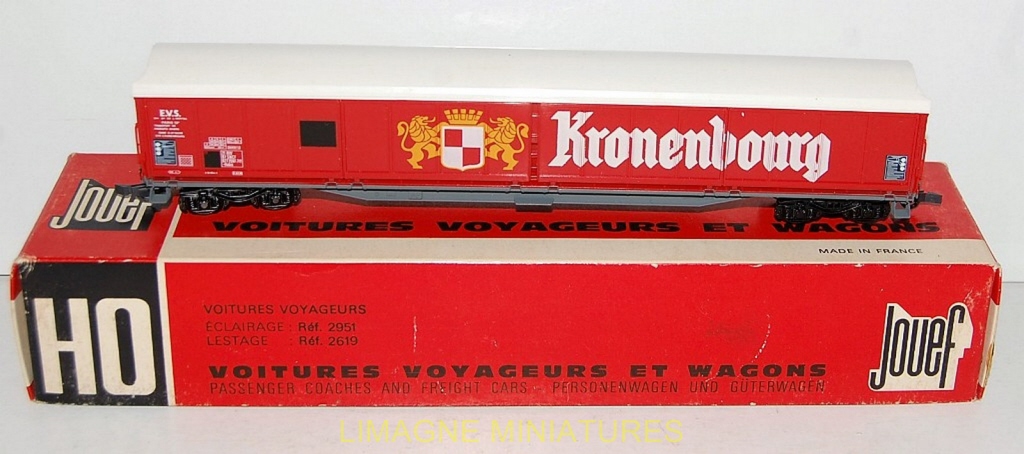 E.V.S.
Kronenbourg
Jouef
VOITURES VOYAGEURS ET WAGONS
MADE IN FRANCE
HO
VOITURES VOYAGEURS
ÉCLAIRAGE : Réf. 2951
LESTAGE : Réf. 2619
Jouef
VOITURES VOYAGEURS ET WAGONS
PASSENGER COACHES AND FREIGHT CARS - PERSONENWAGEN UND GÜTERWAGEN
LIMAGNE MINIATURES